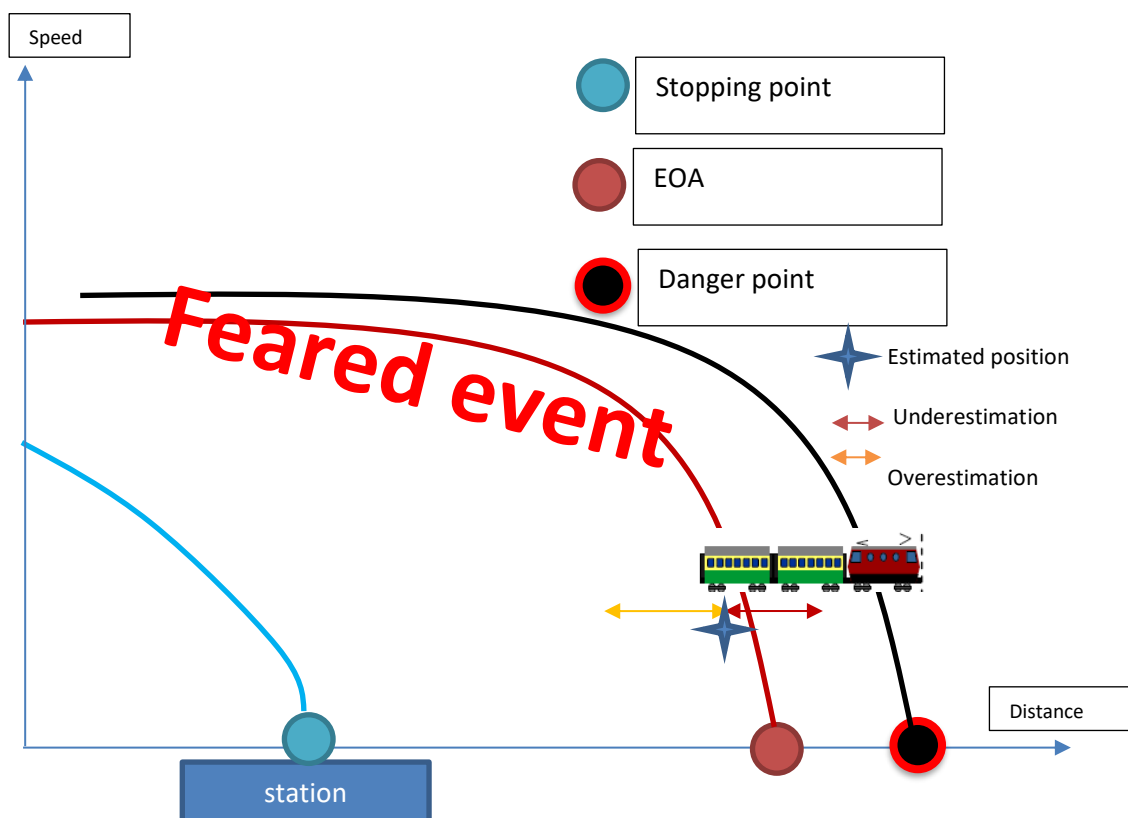 Speed
Stopping point
EOA
Danger point
Feared event
Estimated position
Underestimation
Overestimation
Distance
station